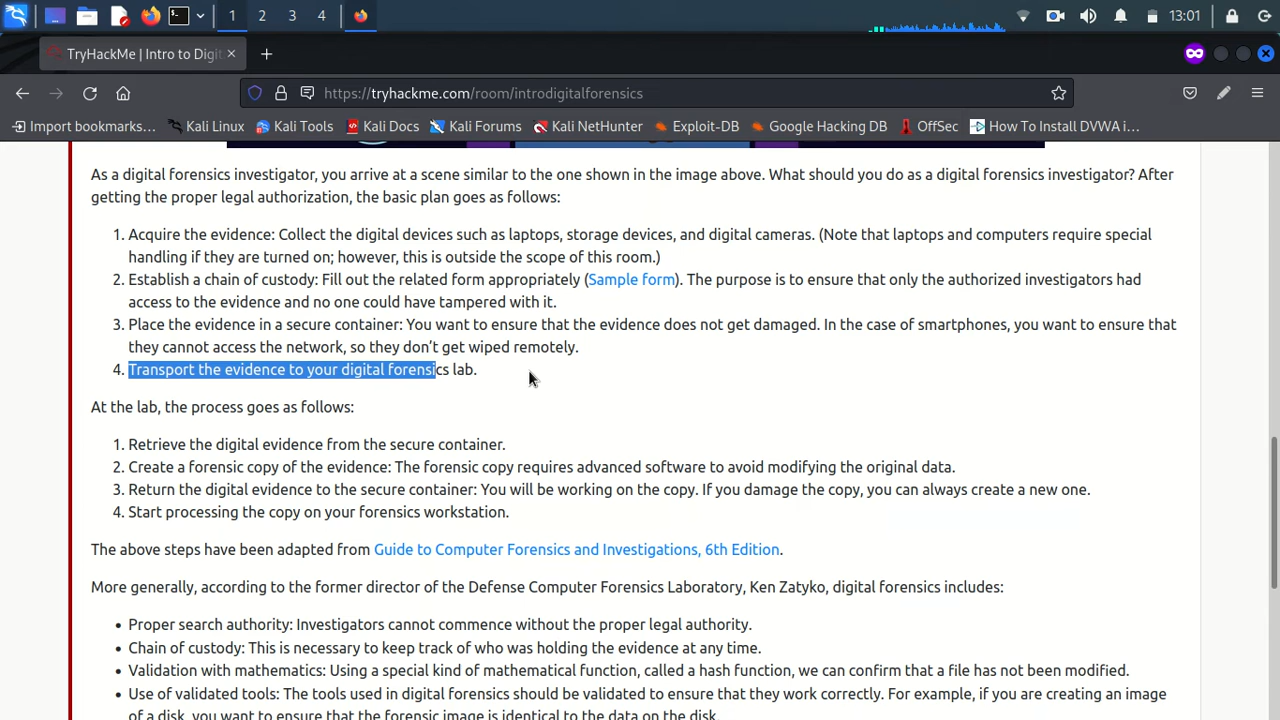 1 2 3 4 13:01
TryHackMe | Intro to Digit
https://tryhackme.com/room/introdigitalforensics
Import bookmarks… Kali Linux Kali Tools Kali Docs Kali Forums Kali NetHunter Exploit-DB Google Hacking DB OffSec How To Install DVWA i…
As a digital forensics investigator, you arrive at a scene similar to the one shown in the image above. What should you do as a digital forensics investigator? After
getting the proper legal authorization, the basic plan goes as follows:
1. Acquire the evidence: Collect the digital devices such as laptops, storage devices, and digital cameras. (Note that laptops and computers require special
handling if they are turned on; however, this is outside the scope of this room.)
2. Establish a chain of custody: Fill out the related form appropriately (Sample form). The purpose is to ensure that only the authorized investigators had
access to the evidence and no one could have tampered with it.
3. Place the evidence in a secure container: You want to ensure that the evidence does not get damaged. In the case of smartphones, you want to ensure that
they cannot access the network, so they don’t get wiped remotely.
4. Transport the evidence to your digital forensics lab.
At the lab, the process goes as follows:
1. Retrieve the digital evidence from the secure container.
2. Create a forensic copy of the evidence: The forensic copy requires advanced software to avoid modifying the original data.
3. Return the digital evidence to the secure container: You will be working on the copy. If you damage the copy, you can always create a new one.
4. Start processing the copy on your forensics workstation.
The above steps have been adapted from Guide to Computer Forensics and Investigations, 6th Edition.
More generally, according to the former director of the Defense Computer Forensics Laboratory, Ken Zatyko, digital forensics includes:
• Proper search authority: Investigators cannot commence without the proper legal authority.
• Chain of custody: This is necessary to keep track of who was holding the evidence at any time.
• Validation with mathematics: Using a special kind of mathematical function, called a hash function, we can confirm that a file has not been modified.
• Use of validated tools: The tools used in digital forensics should be validated to ensure that they work correctly. For example, if you are creating an image
of a disk, you want to ensure that the forensic image is identical to the data on the disk.